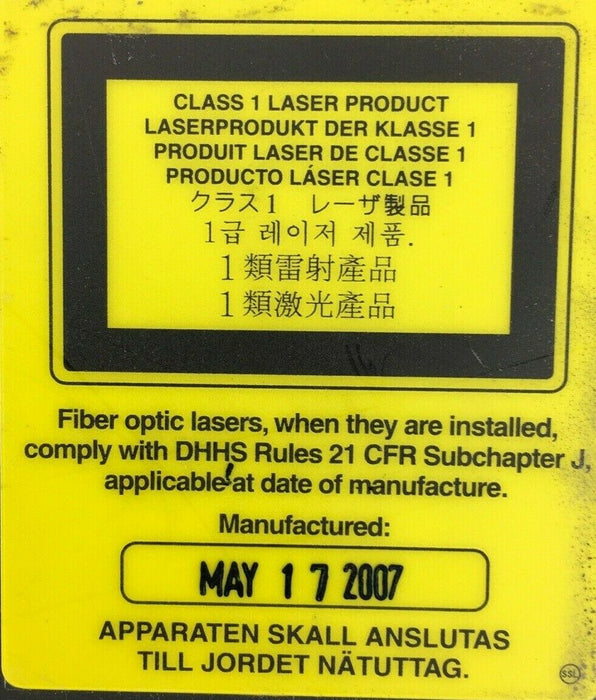 CLASS 1 LASER PRODUCT
LASERPRODUKT DER KLASSE 1
PRODUIT LASER DE CLASSE 1
PRODUCTO LÁSER CLASE 1
クラス1 レーザ製品
1급 레이저 제품.
1類雷射產品
1類激光產品
Fiber optic lasers, when they are installed,
comply with DHHS Rules 21 CFR Subchapter J,
applicable at date of manufacture.
Manufactured:
MAY 17 2007
APPARATEN SKALL ANSLUTAS
TILL JORDET NÄTUTTAG.
SSL